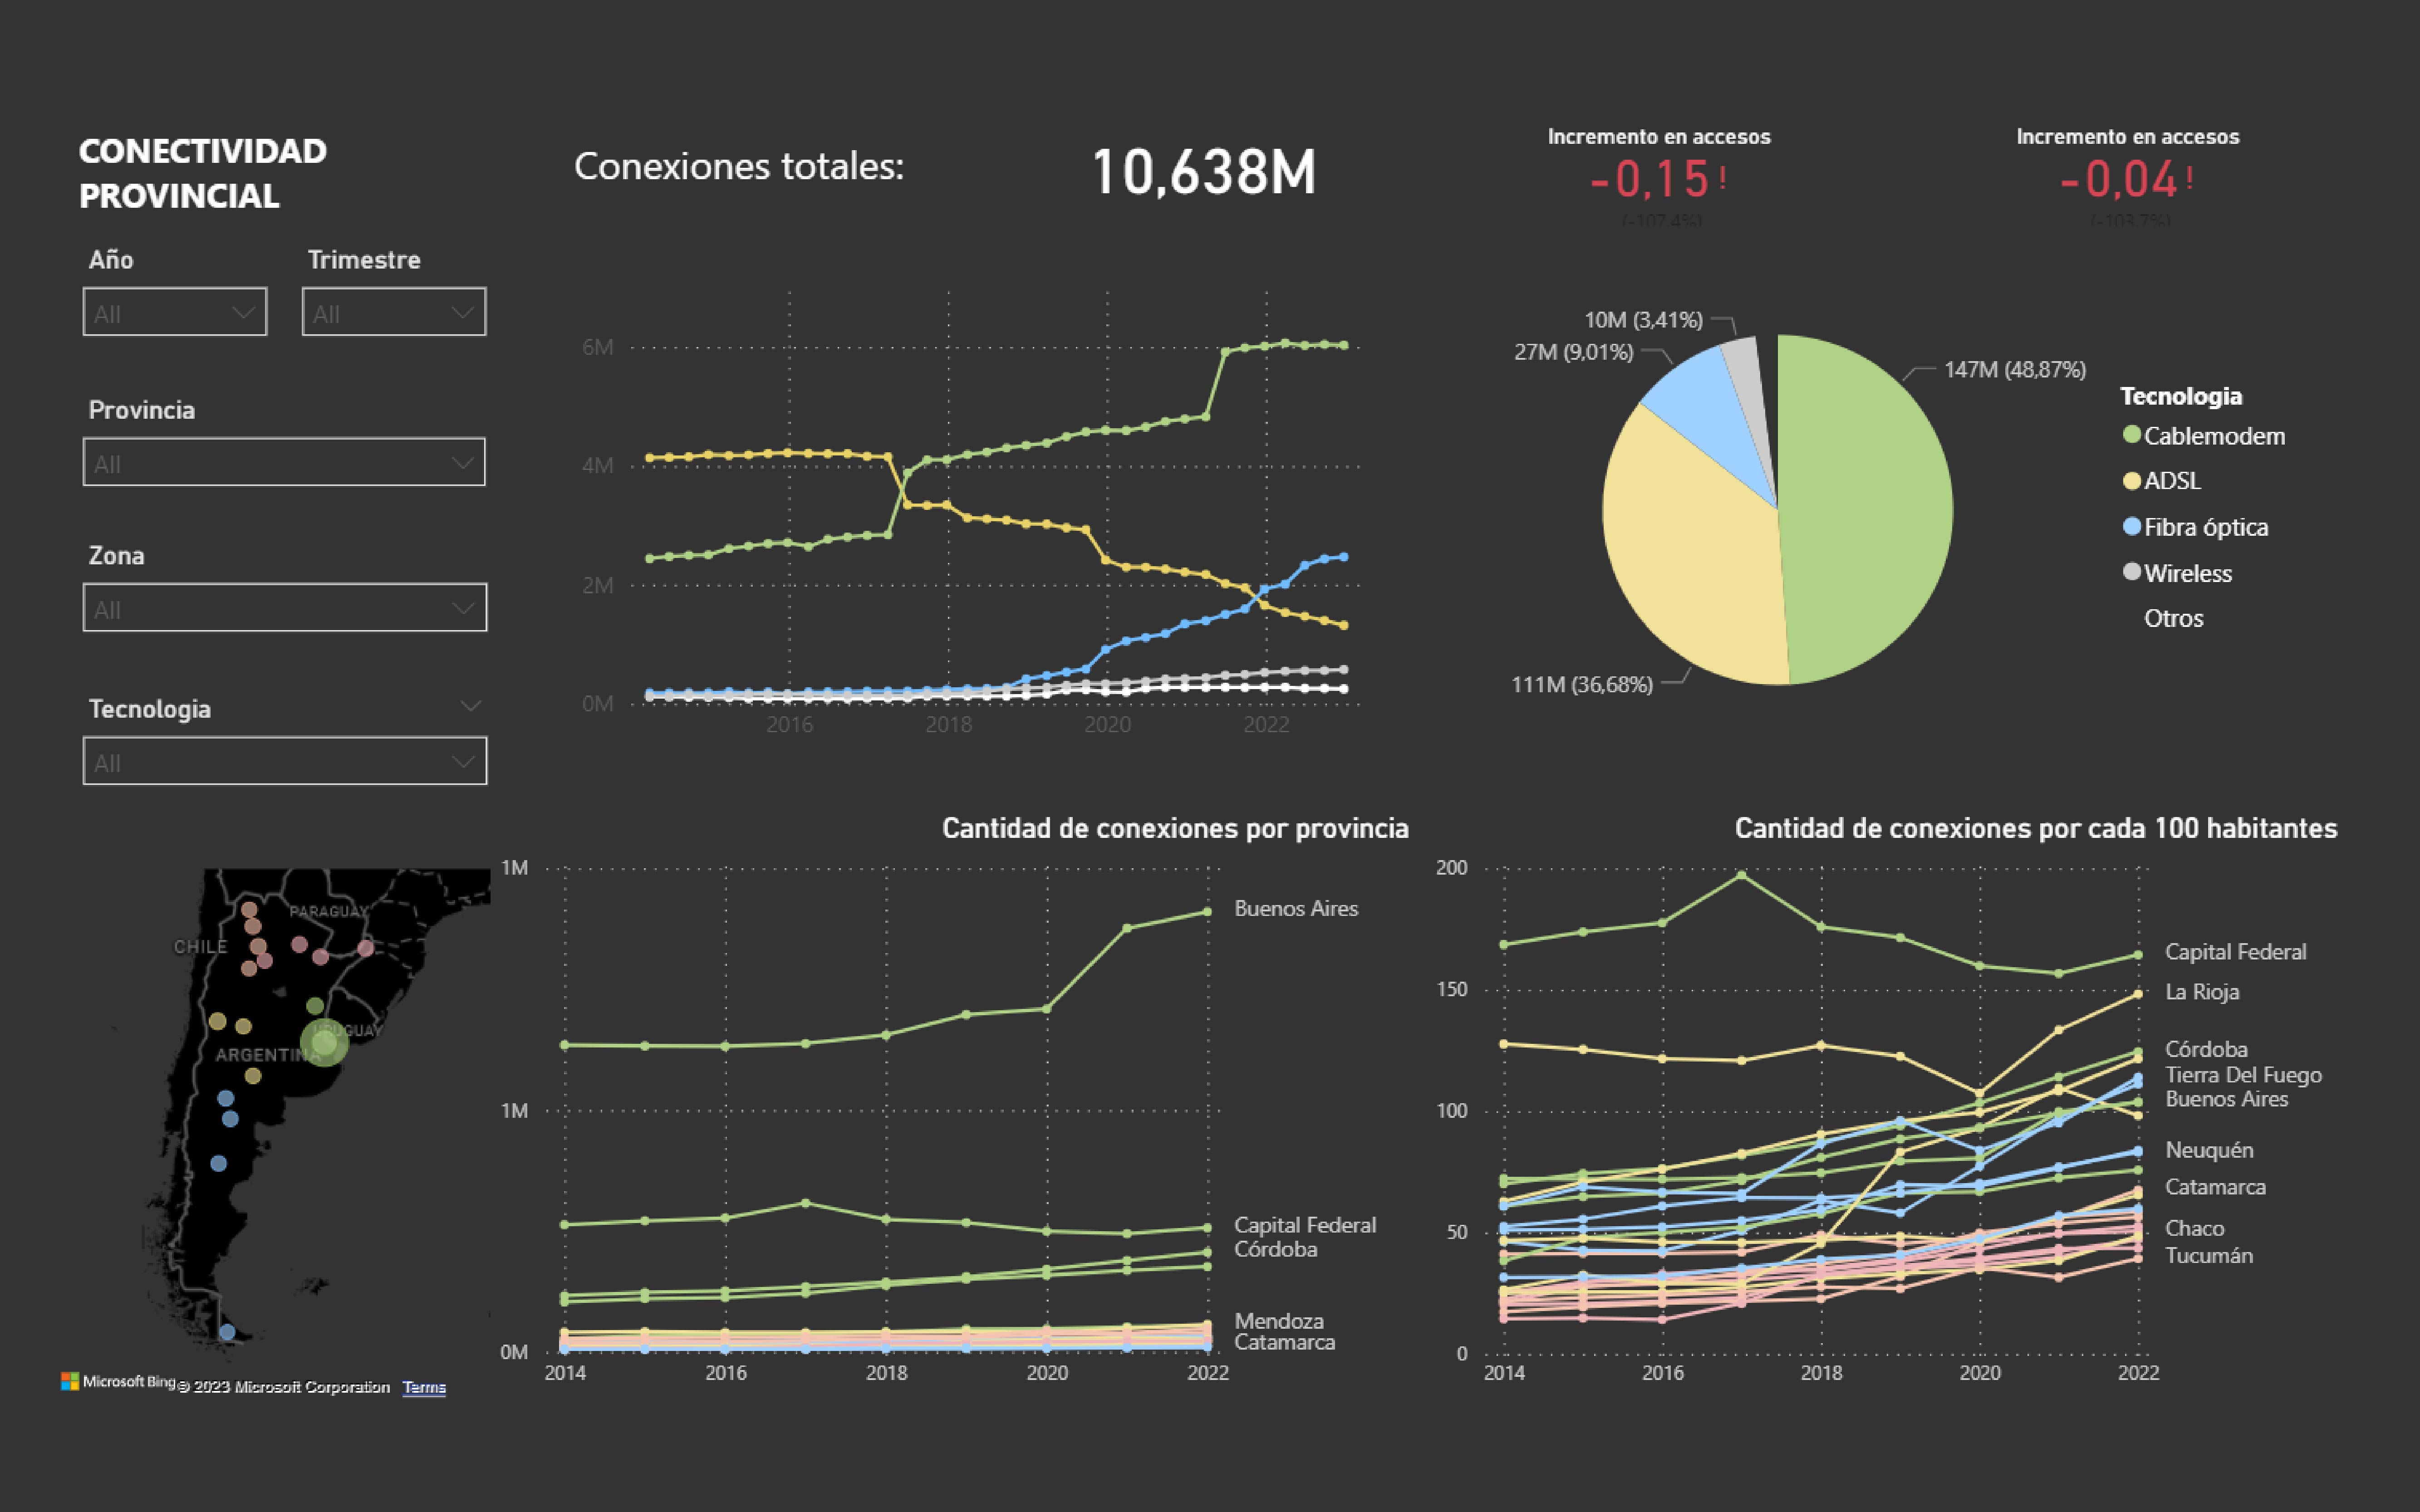 CONECTIVIDAD
PROVINCIAL
Conexiones totales:
10,638M
Incremento en accesos
-0,15!
(-107.4%)
Incremento en accesos
-0,04!
(-103.7%)
Año
Trimestre
All
All
Provincia
All
Zona
All
Tecnologia
All
6M
4M
2M
0M
2016
2018
2020
2022
10M (3,41%)
27M (9,01%)
147M (48,87%)
111M (36,68%)
Tecnologia
Cablemodem
ADSL
Fibra óptica
Wireless
Otros
PARAGUAY
CHILE
URUGUAY
ARGENTINA
Microsoft Bing
© 2023 Microsoft Corporation Terms
Cantidad de conexiones por provincia
1M
1M
0M
2014
2016
2018
2020
2022
Buenos Aires
Capital Federal
Córdoba
Mendoza
Catamarca
Cantidad de conexiones por cada 100 habitantes
200
150
100
50
0
2014
2016
2018
2020
2022
Capital Federal
La Rioja
Córdoba
Tierra Del Fuego
Buenos Aires
Neuquén
Catamarca
Chaco
Tucumán